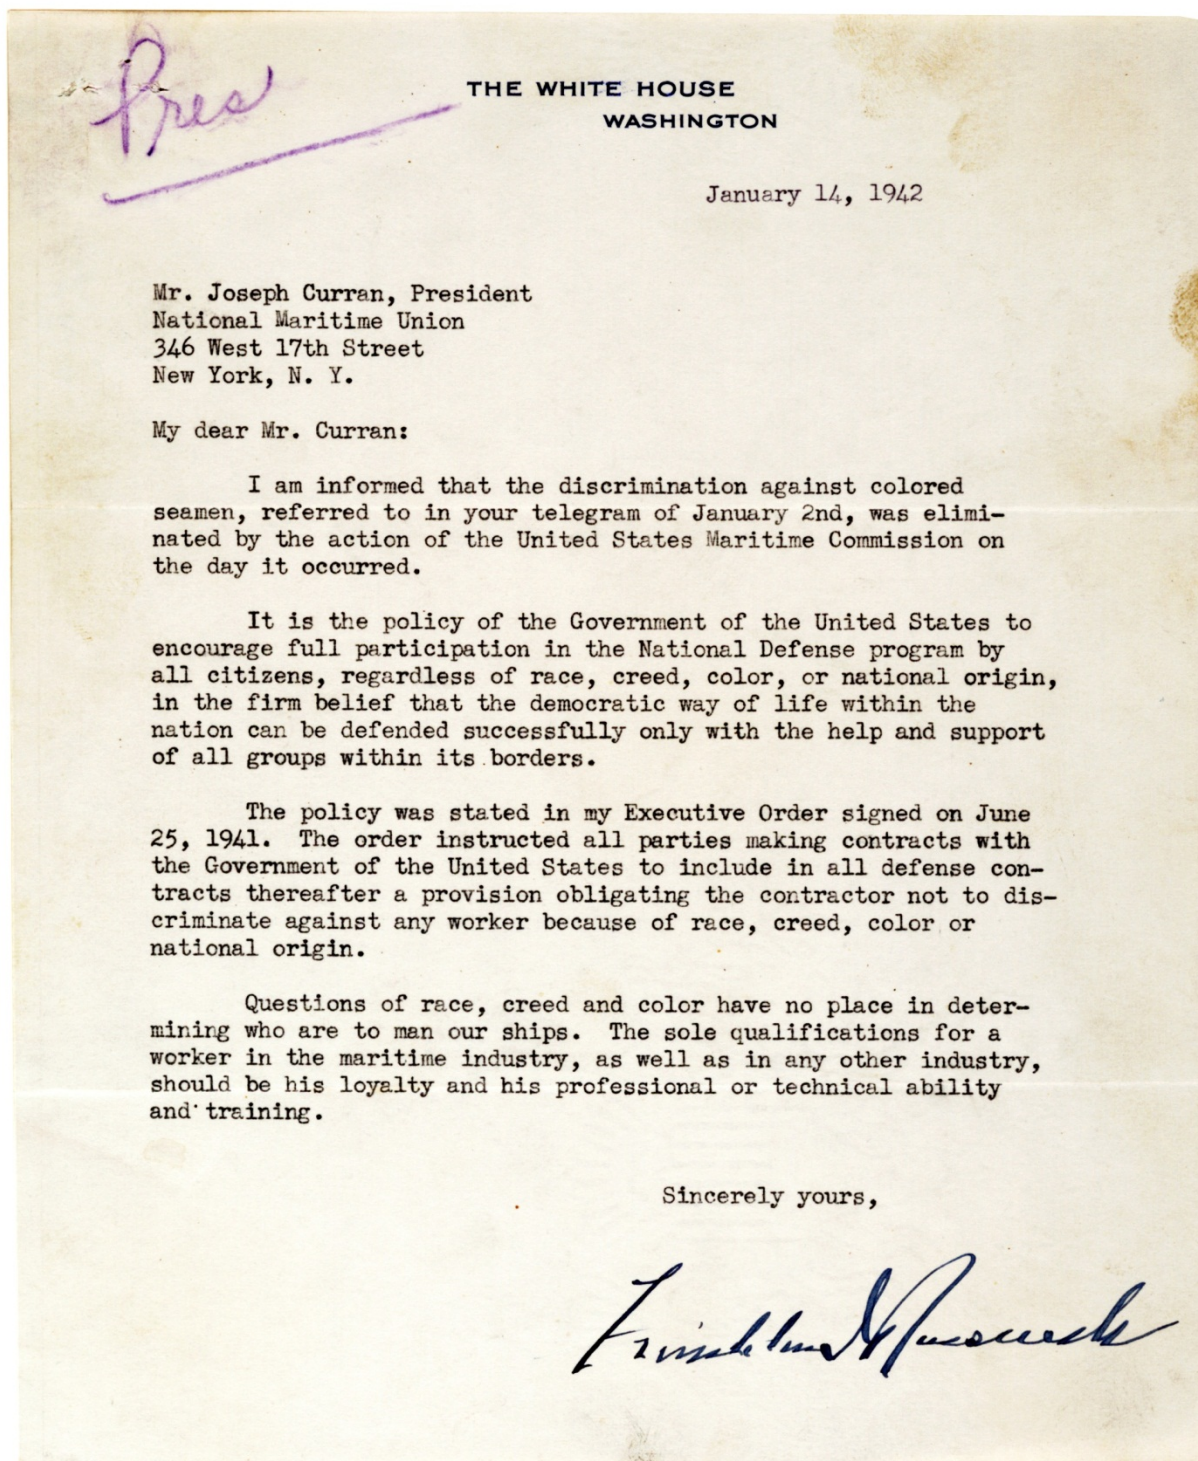 Pres
THE WHITE HOUSE
WASHINGTON
January 14, 1942
Mr. Joseph Curran, President
National Maritime Union
346 West 17th Street
New York, N. Y.
My dear Mr. Curran:
I am informed that the discrimination against colored
seamen, referred to in your telegram of January 2nd, was elimi-
nated by the action of the United States Maritime Commission on
the day it occurred.
It is the policy of the Government of the United States to
encourage full participation in the National Defense program by
all citizens, regardless of race, creed, color, or national origin,
in the firm belief that the democratic way of life within the
nation can be defended successfully only with the help and support
of all groups within its borders.
The policy was stated in my Executive Order signed on June
25, 1941. The order instructed all parties making contracts with
the Government of the United States to include in all defense con-
tracts thereafter a provision obligating the contractor not to dis-
criminate against any worker because of race, creed, color or
national origin.
Questions of race, creed and color have no place in deter-
mining who are to man our ships. The sole qualifications for a
worker in the maritime industry, as well as in any other industry,
should be his loyalty and his professional or technical ability
and training.
Sincerely yours,
Franklin D Roosevelt